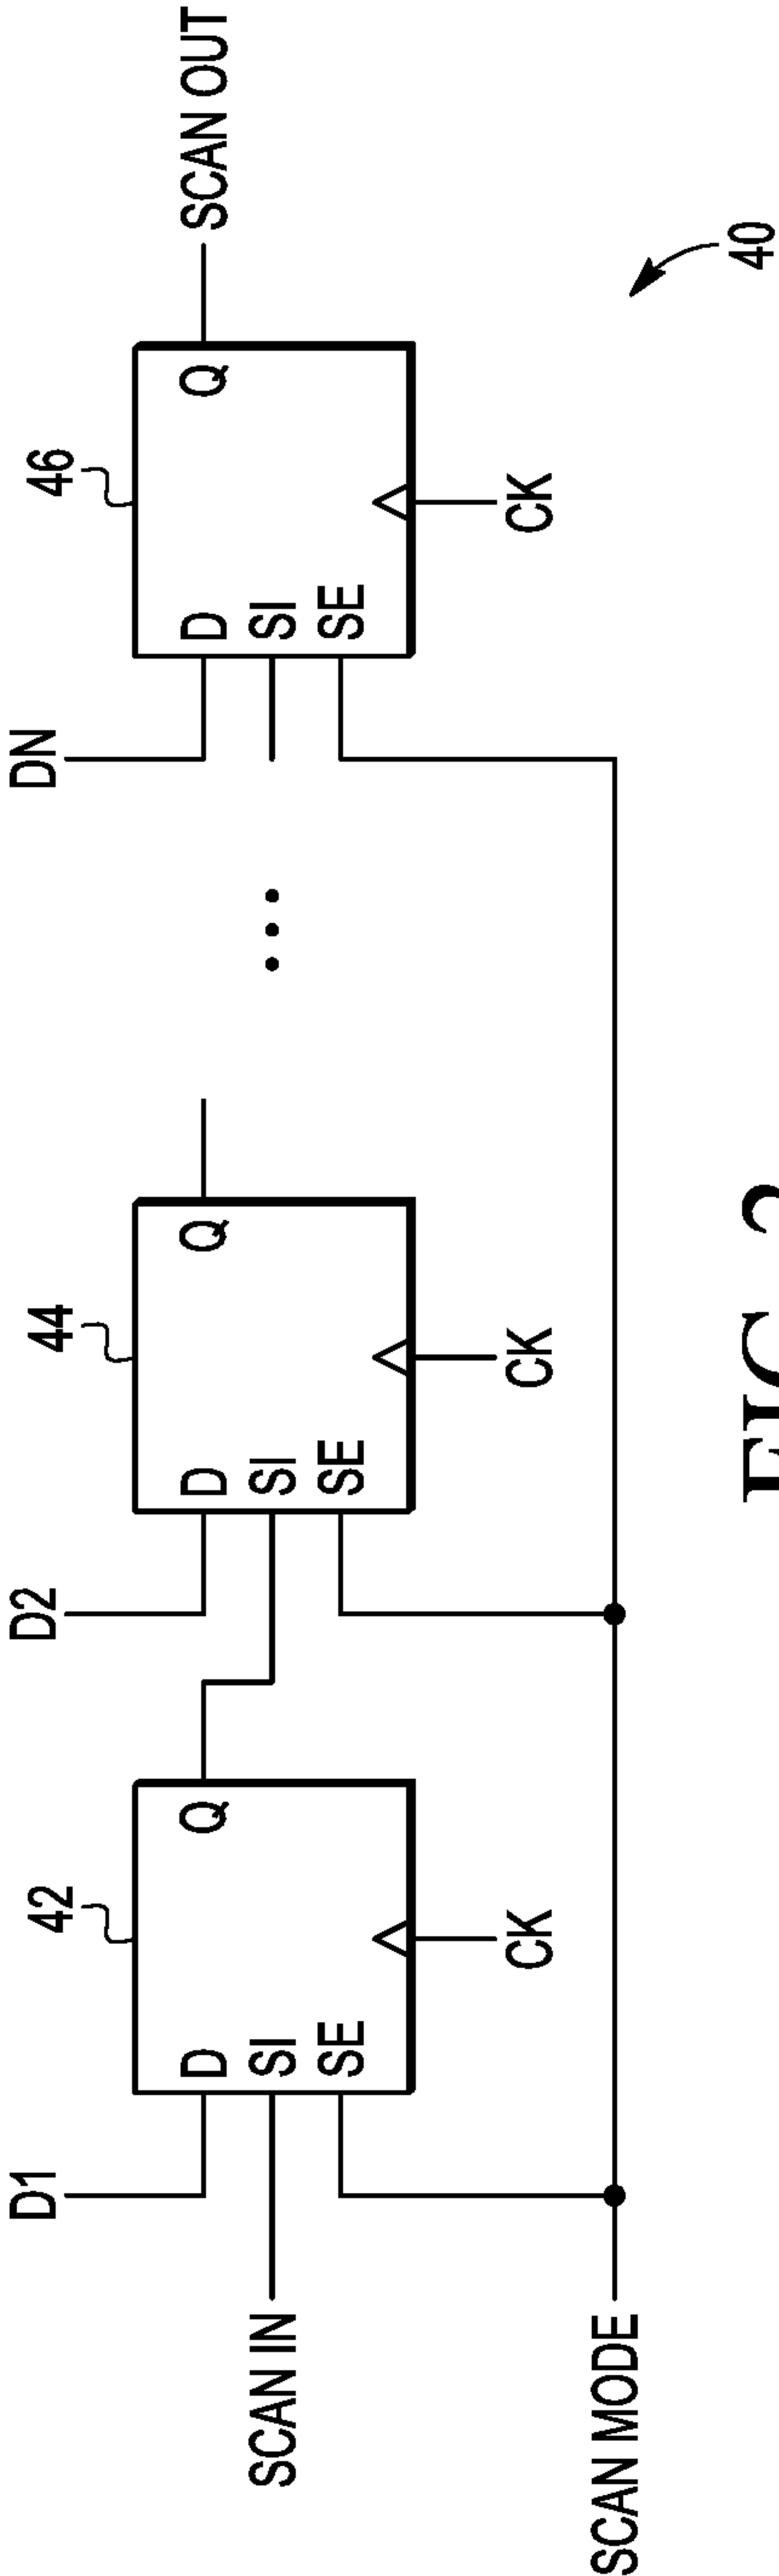 D1
D2
DN
42
44
46
D
Q
D
Q
D
Q
SCAN OUT
SCAN IN
SI
SI
SI
SE
SE
SE
CK
CK
CK
SCAN MODE
40